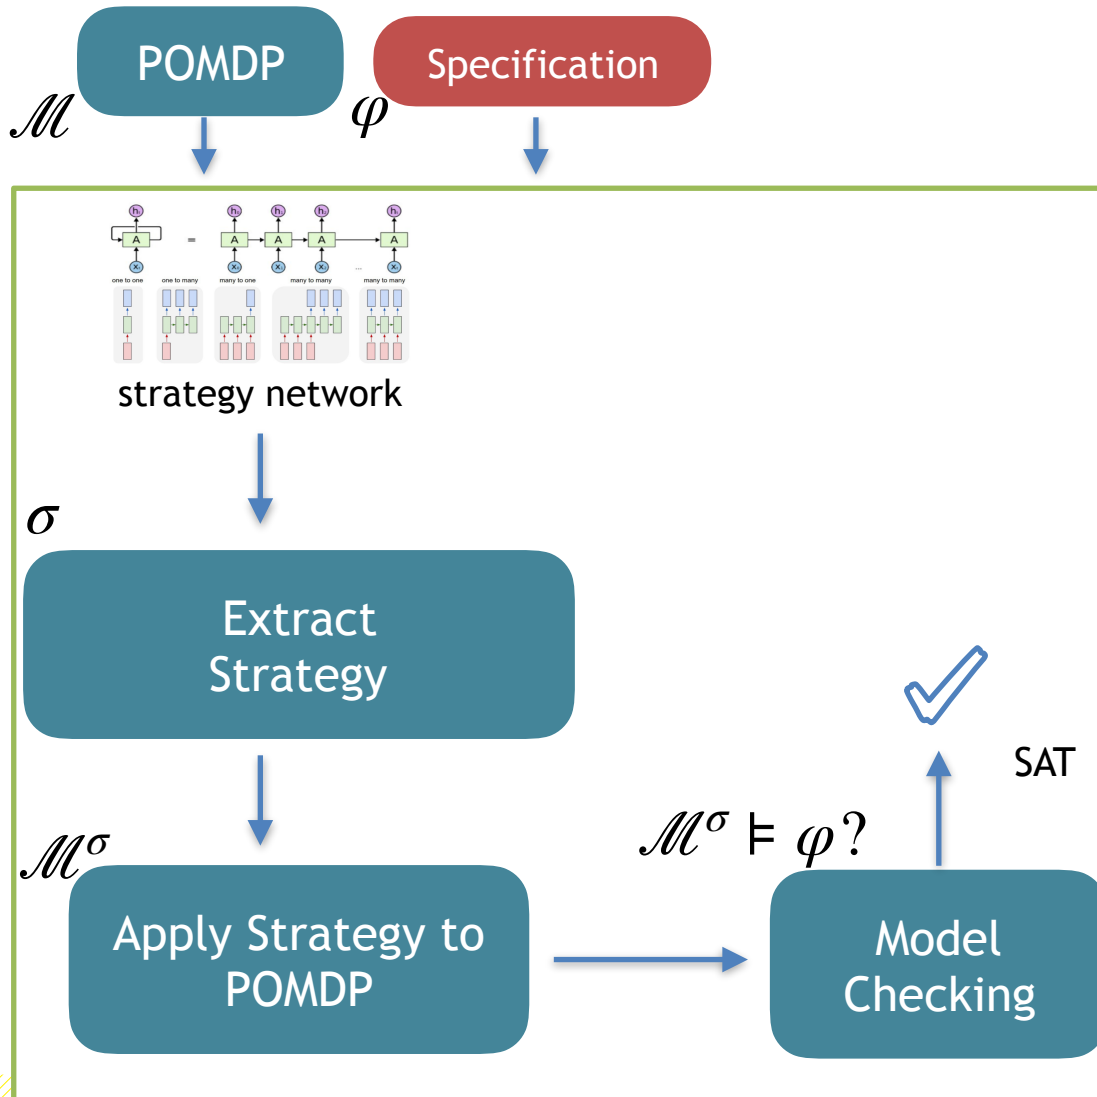 POMDP
Specification
ℳ
φ
A
=
A
A
A
A
...
one to one
one to many
many to one
many to many
many to many
strategy network
σ
Extract
Strategy
SAT
ℳ^σ ⊨ φ?
ℳ^σ
Apply Strategy to
POMDP
Model
Checking